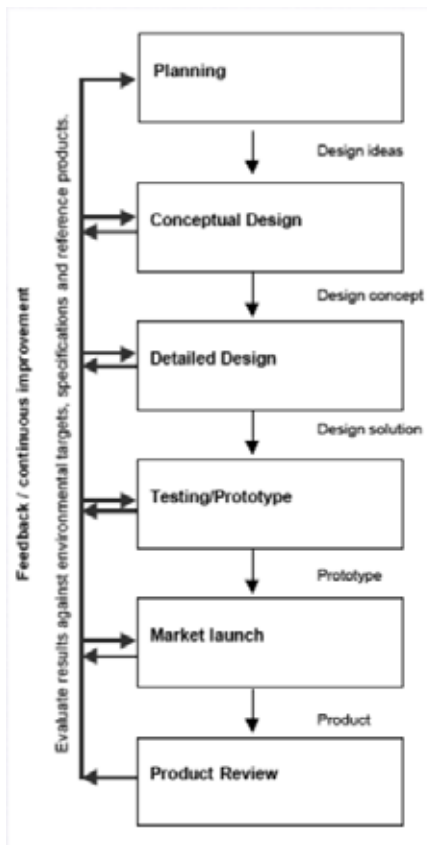 Planning
Design ideas
Conceptual Design
Design concept
Detailed Design
Design solution
Testing/Prototype
Prototype
Market launch
Product
Product Review
Feedback / continuous improvement
Evaluate results against environmental targets, specifications and reference products.